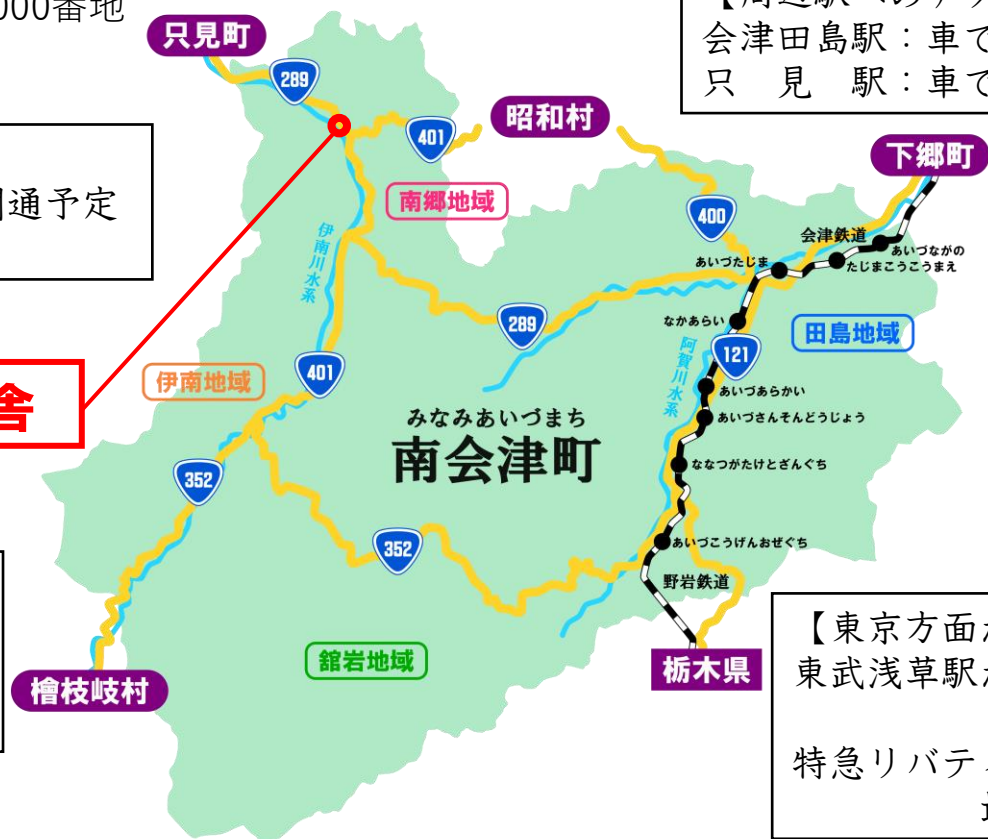 000番地
只見町
会津田島駅：車で
只　見　駅：車で
289
昭和村
401
下郷町
開通予定
南郷地域
400
会津鉄道
あいづながの
あいづたじま
たじまこうこうまえ
伊南川水系
289
なかあらい
田島地域
121
阿賀川水系
401
伊南地域
あいづあらかい
舎
みなみあいづまち
南会津町
あいづさんそんどうじょう
352
ななつがたけとざんぐち
352
あいづこうげんおぜぐち
野岩鉄道
舘岩地域
【東京方面か
栃木県
東武浅草駅か
檜枝岐村
特急リバティ